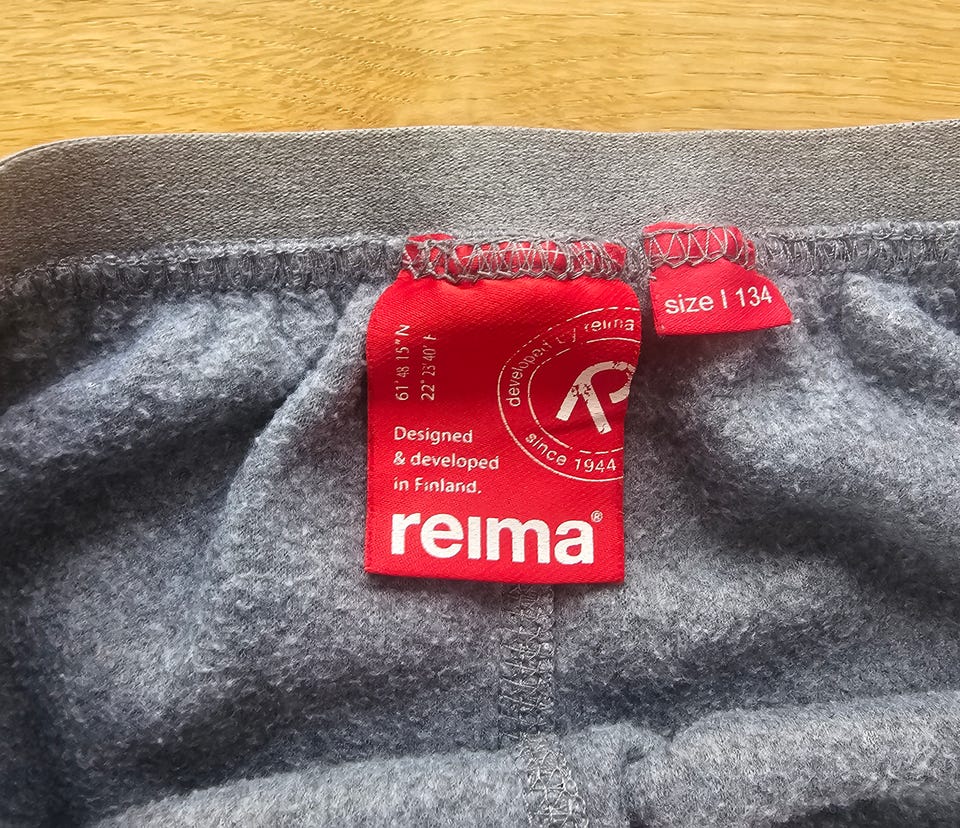 size | 134
61°48'15"N
22°23'40"
developed by reima
since 1944
Designed
& developed
in Finland.
reima®